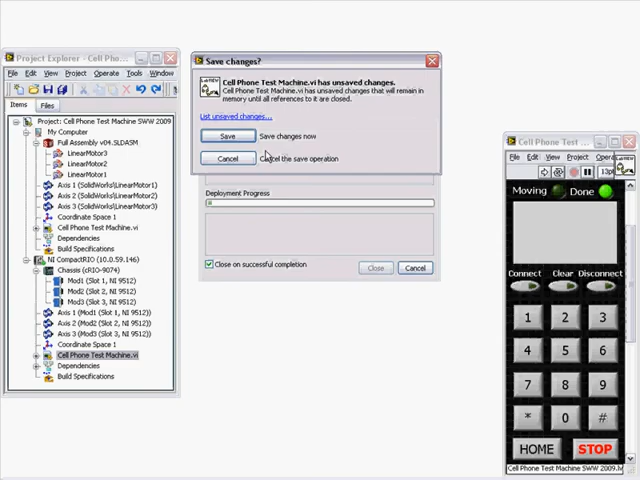 Project Explorer - Cell Pho...
File Edit View Project Operate Tools Window
Items Files
Project: Cell Phone Test Machine SWW 2009
My Computer
Full Assembly v04.SLDASM
LinearMotor3
LinearMotor2
LinearMotor1
Axis 1 (SolidWorks\LinearMotor1)
Axis 2 (SolidWorks\LinearMotor2)
Axis 3 (SolidWorks\LinearMotor3)
Coordinate Space 1
Cell Phone Test Machine.vi
Dependencies
Build Specifications
NI CompactRIO (10.0.59.146)
Chassis (cRIO-9074)
Mod1 (Slot 1, NI 9512)
Mod2 (Slot 2, NI 9512)
Mod3 (Slot 3, NI 9512)
Axis 1 (Mod1 (Slot 1, NI 9512))
Axis 2 (Mod2 (Slot 2, NI 9512))
Axis 3 (Mod3 (Slot 3, NI 9512))
Coordinate Space 1
Cell Phone Test Machine.vi
Dependencies
Build Specifications
Save changes?
Cell Phone Test Machine.vi has unsaved changes.
Cell Phone Test Machine.vi has unsaved changes that will remain in
memory until all references to it are closed.
List unsaved changes...
Save Save changes now
Cancel Cancel the save operation
Deployment Progress
Close on successful completion
Close Cancel
Cell Phone Test ...
File Edit View Project Opera
13pt
Moving Done
Connect Clear Disconnect
1 2 3
4 5 6
7 8 9
* 0 #
HOME STOP
Cell Phone Test Machine SWW 2009.lv